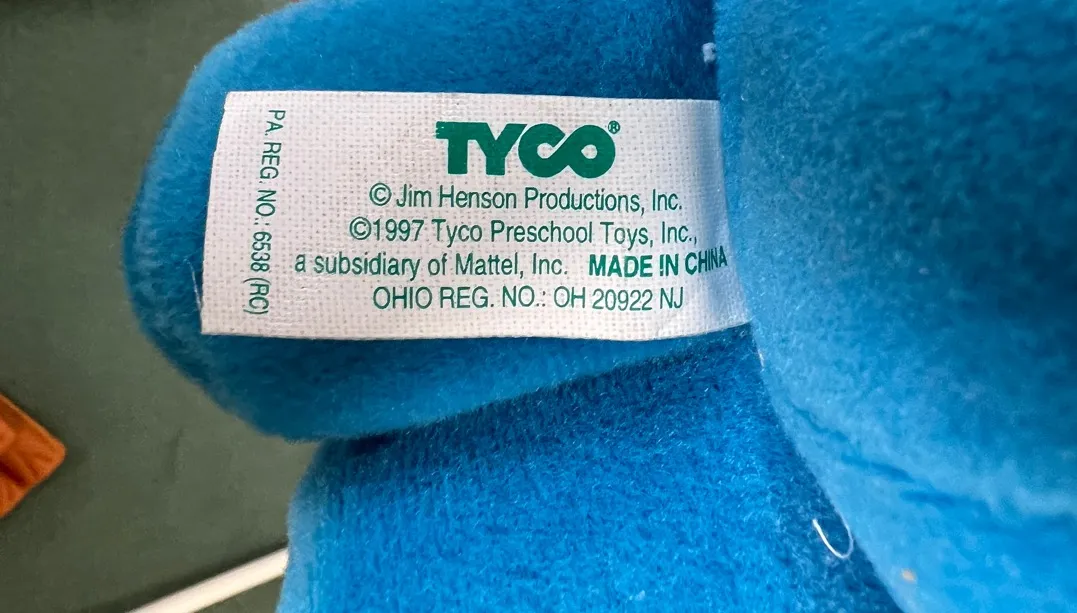 TYCO®
© Jim Henson Productions, Inc.
©1997 Tyco Preschool Toys, Inc.,
a subsidiary of Mattel, Inc. MADE IN CHINA
OHIO REG. NO.: OH 20922 NJ
PA. REG. NO.: 6538 (RC)